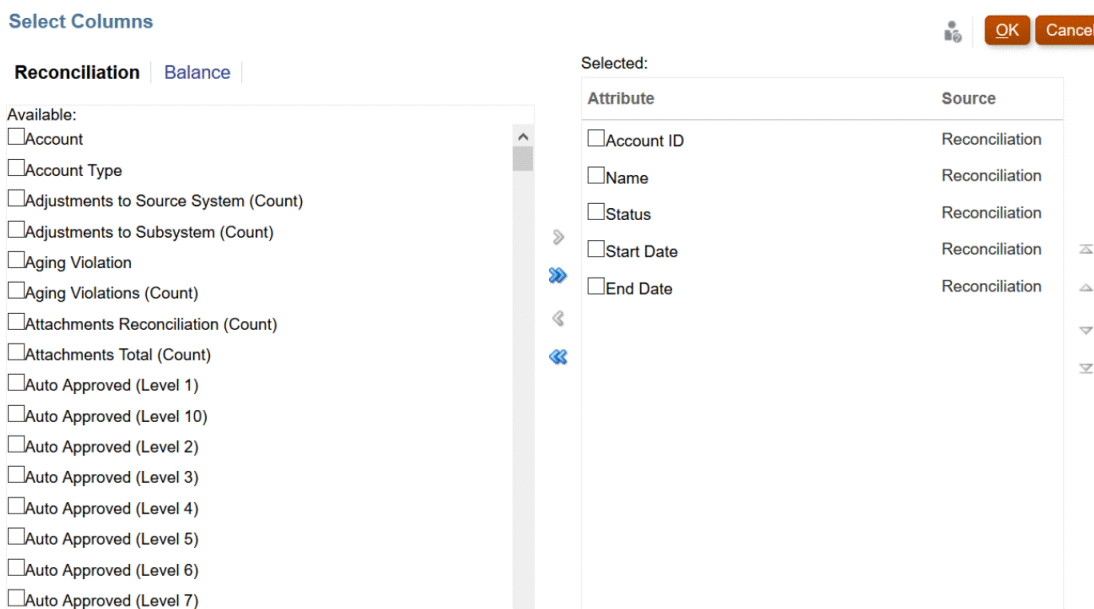 Select Columns
OK
Cancel
Reconciliation
Balance
Available:
Account
Account Type
Adjustments to Source System (Count)
Adjustments to Subsystem (Count)
Aging Violation
Aging Violations (Count)
Attachments Reconciliation (Count)
Attachments Total (Count)
Auto Approved (Level 1)
Auto Approved (Level 10)
Auto Approved (Level 2)
Auto Approved (Level 3)
Auto Approved (Level 4)
Auto Approved (Level 5)
Auto Approved (Level 6)
Auto Approved (Level 7)
Selected:
Attribute Source
Account ID Reconciliation
Name Reconciliation
Status Reconciliation
Start Date Reconciliation
End Date Reconciliation